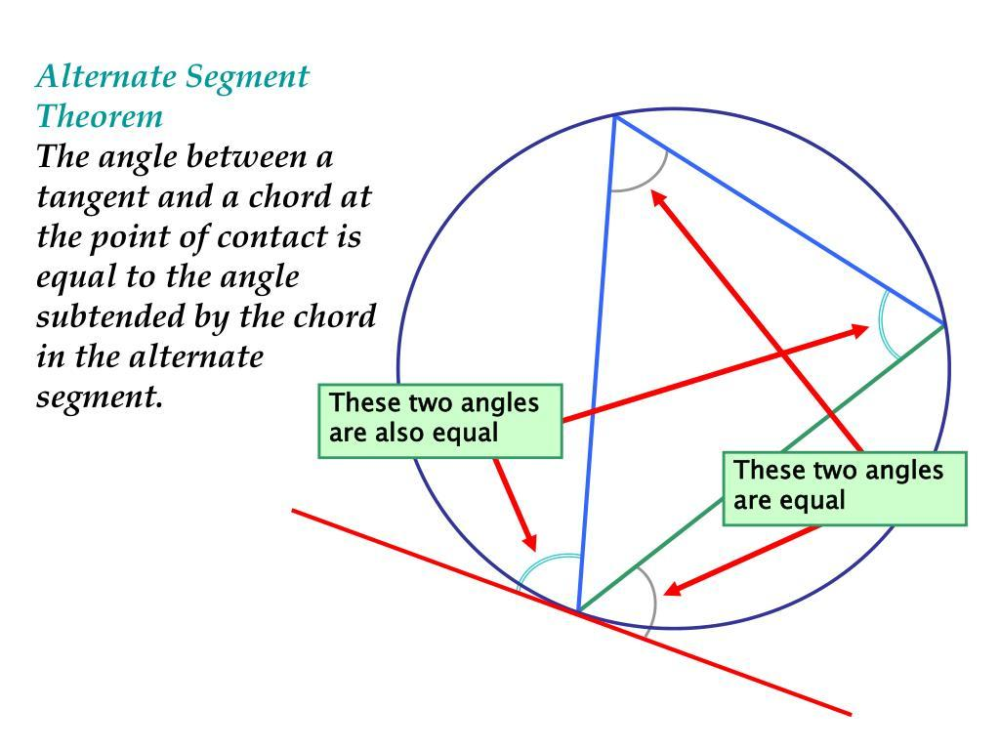 Alternate Segment
Theorem
The angle between a
tangent and a chord at
the point of contact is
equal to the angle
subtended by the chord
in the alternate
segment.
These two angles
are also equal
These two angles
are equal